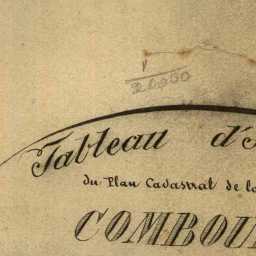 Tableau d'
du Plan Cadastral de la
COMBOU